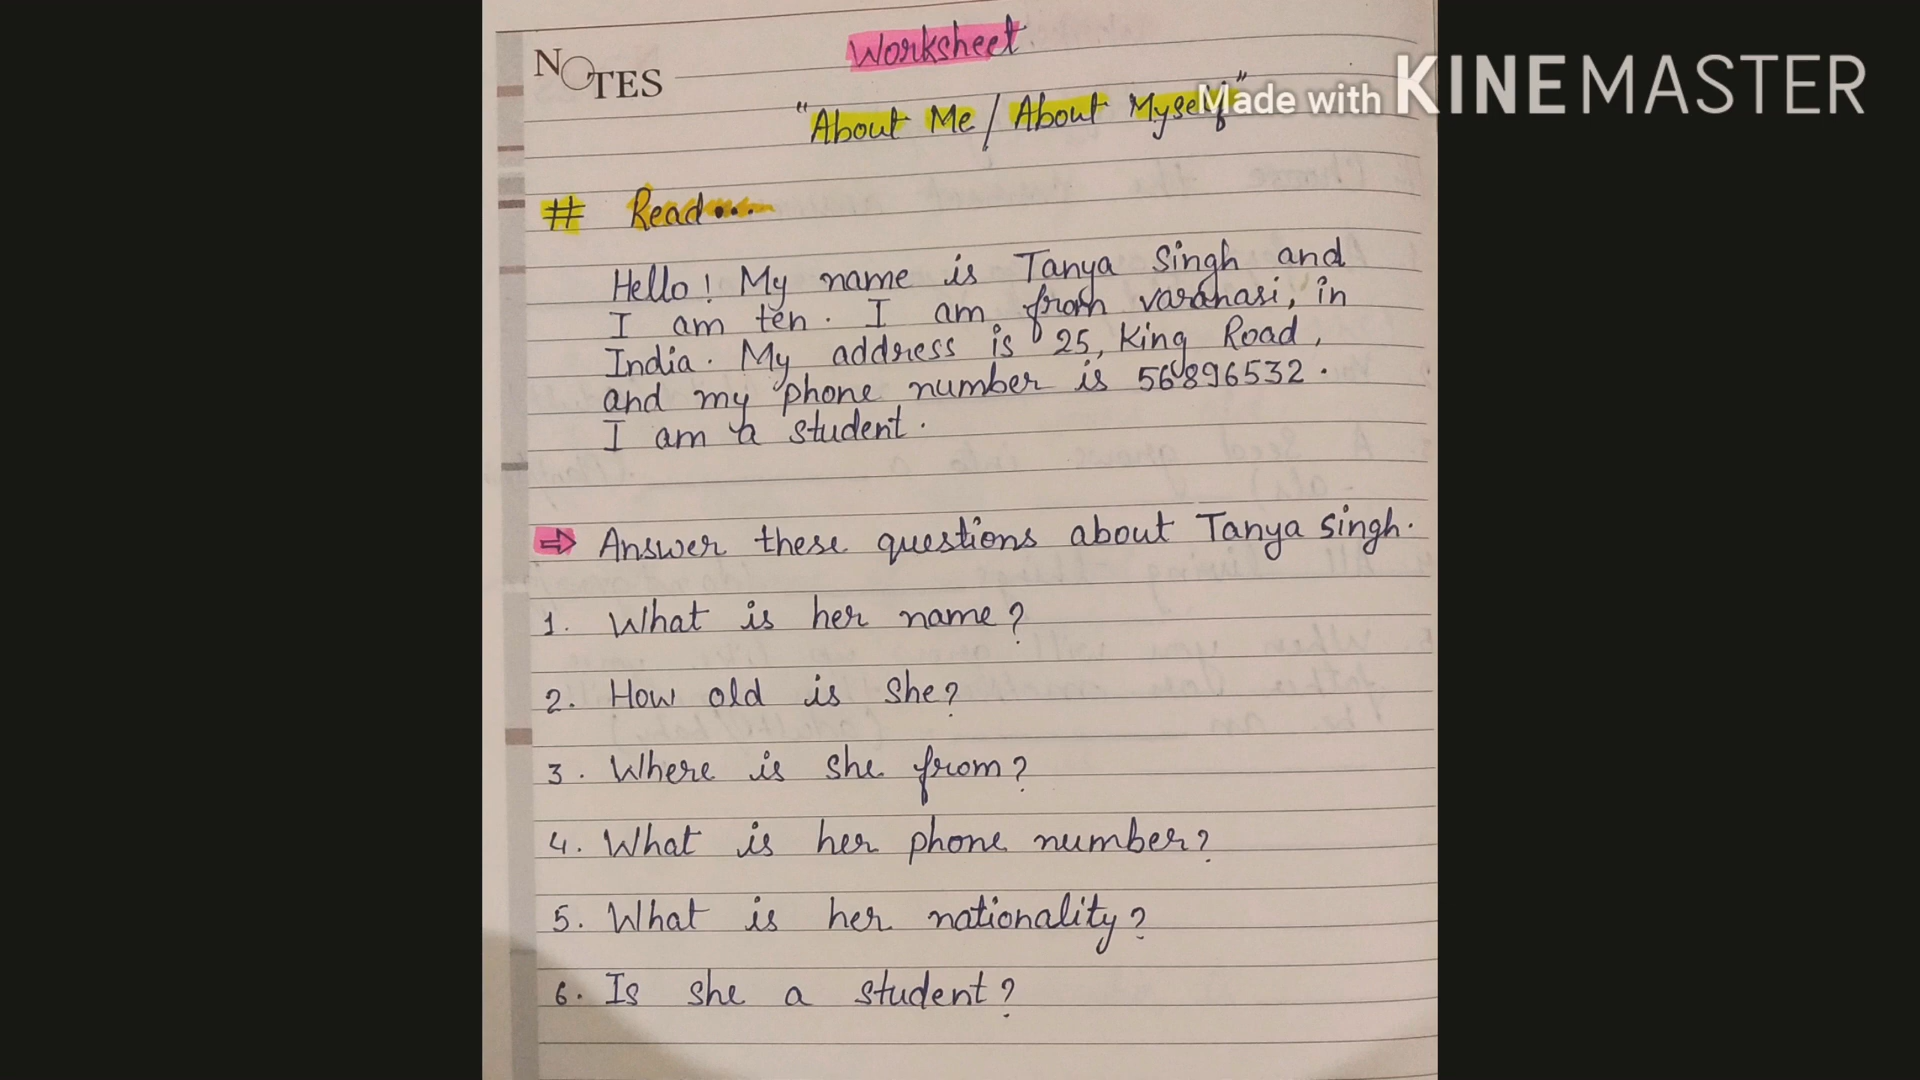 NOTES
Worksheet
Made with KINEMASTER
"About Me / About Myself"
# Read...
Hello! My name is Tanya Singh and
I am ten. I am from varanasi, in
India. My address is 25, King Road,
and my phone number is 56896532.
I am a student.
⇒ Answer these questions about Tanya Singh.
1. What is her name?
2. How old is she?
3. Where is she from?
4. What is her phone number?
5. What is her nationality?
6. Is she a student?